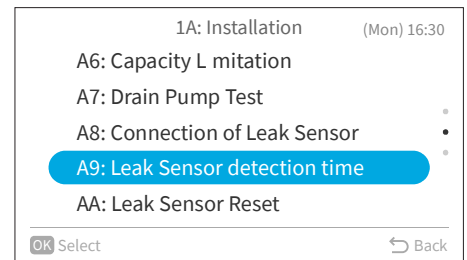 1A: Installation (Mon) 16:30
A6: Capacity L mitation
A7: Drain Pump Test
A8: Connection of Leak Sensor
A9: Leak Sensor detection time
AA: Leak Sensor Reset
OK Select Back